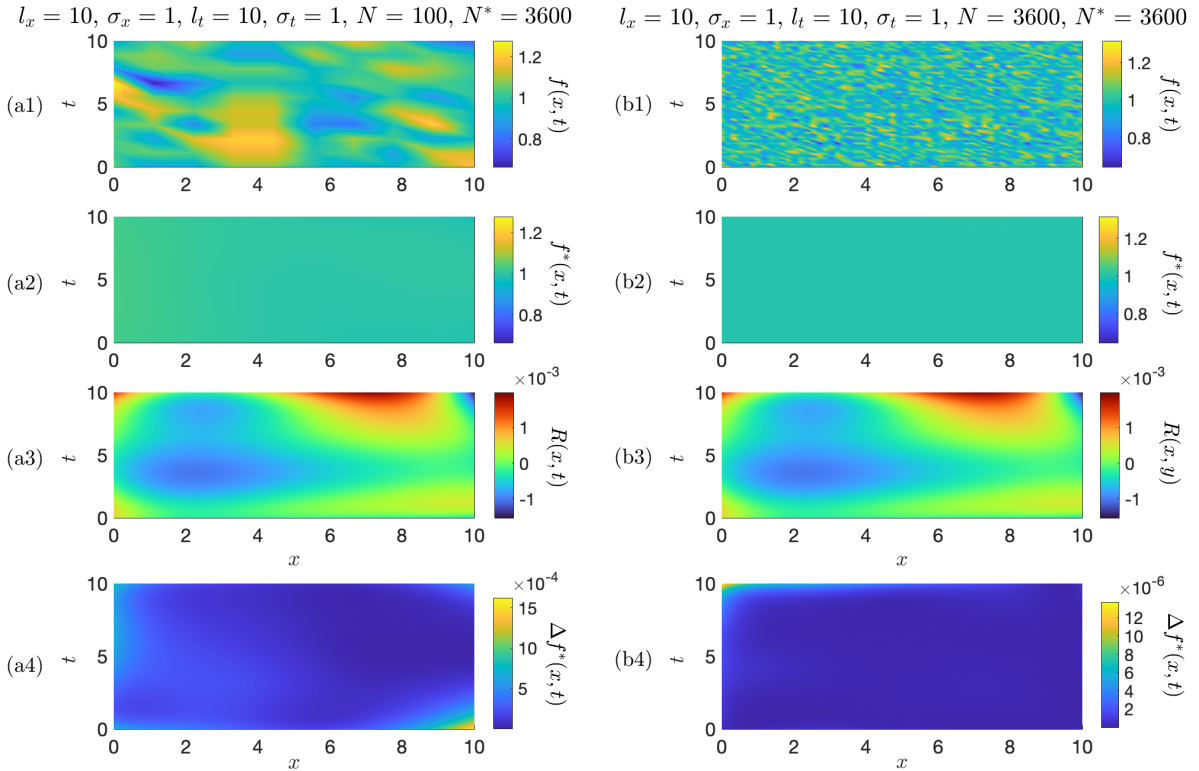 l_x = 10, σ_x = 1, l_t = 10, σ_t = 1, N = 100, N* = 3600
l_x = 10, σ_x = 1, l_t = 10, σ_t = 1, N = 3600, N* = 3600
(a1)
t
10
5
0
0 2 4 6 8 10
1.2
1
0.8
f(x, t)
(b1)
t
10
5
0
0 2 4 6 8 10
1.2
1
0.8
f(x, t)
(a2)
t
10
5
0
0 2 4 6 8 10
1.2
1
0.8
f*(x, t)
(b2)
t
10
5
0
0 2 4 6 8 10
1.2
1
0.8
f*(x, t)
(a3)
t
10
5
0
0 2 4 6 8 10
x
×10⁻³
1
0
-1
R(x, t)
(b3)
t
10
5
0
0 2 4 6 8 10
x
×10⁻³
1
0
-1
R(x, y)
(a4)
t
10
5
0
0 2 4 6 8 10
x
×10⁻⁴
15
10
5
Δf*(x, t)
(b4)
t
10
5
0
0 2 4 6 8 10
x
×10⁻⁶
12
10
8
6
4
2
Δf*(x, t)